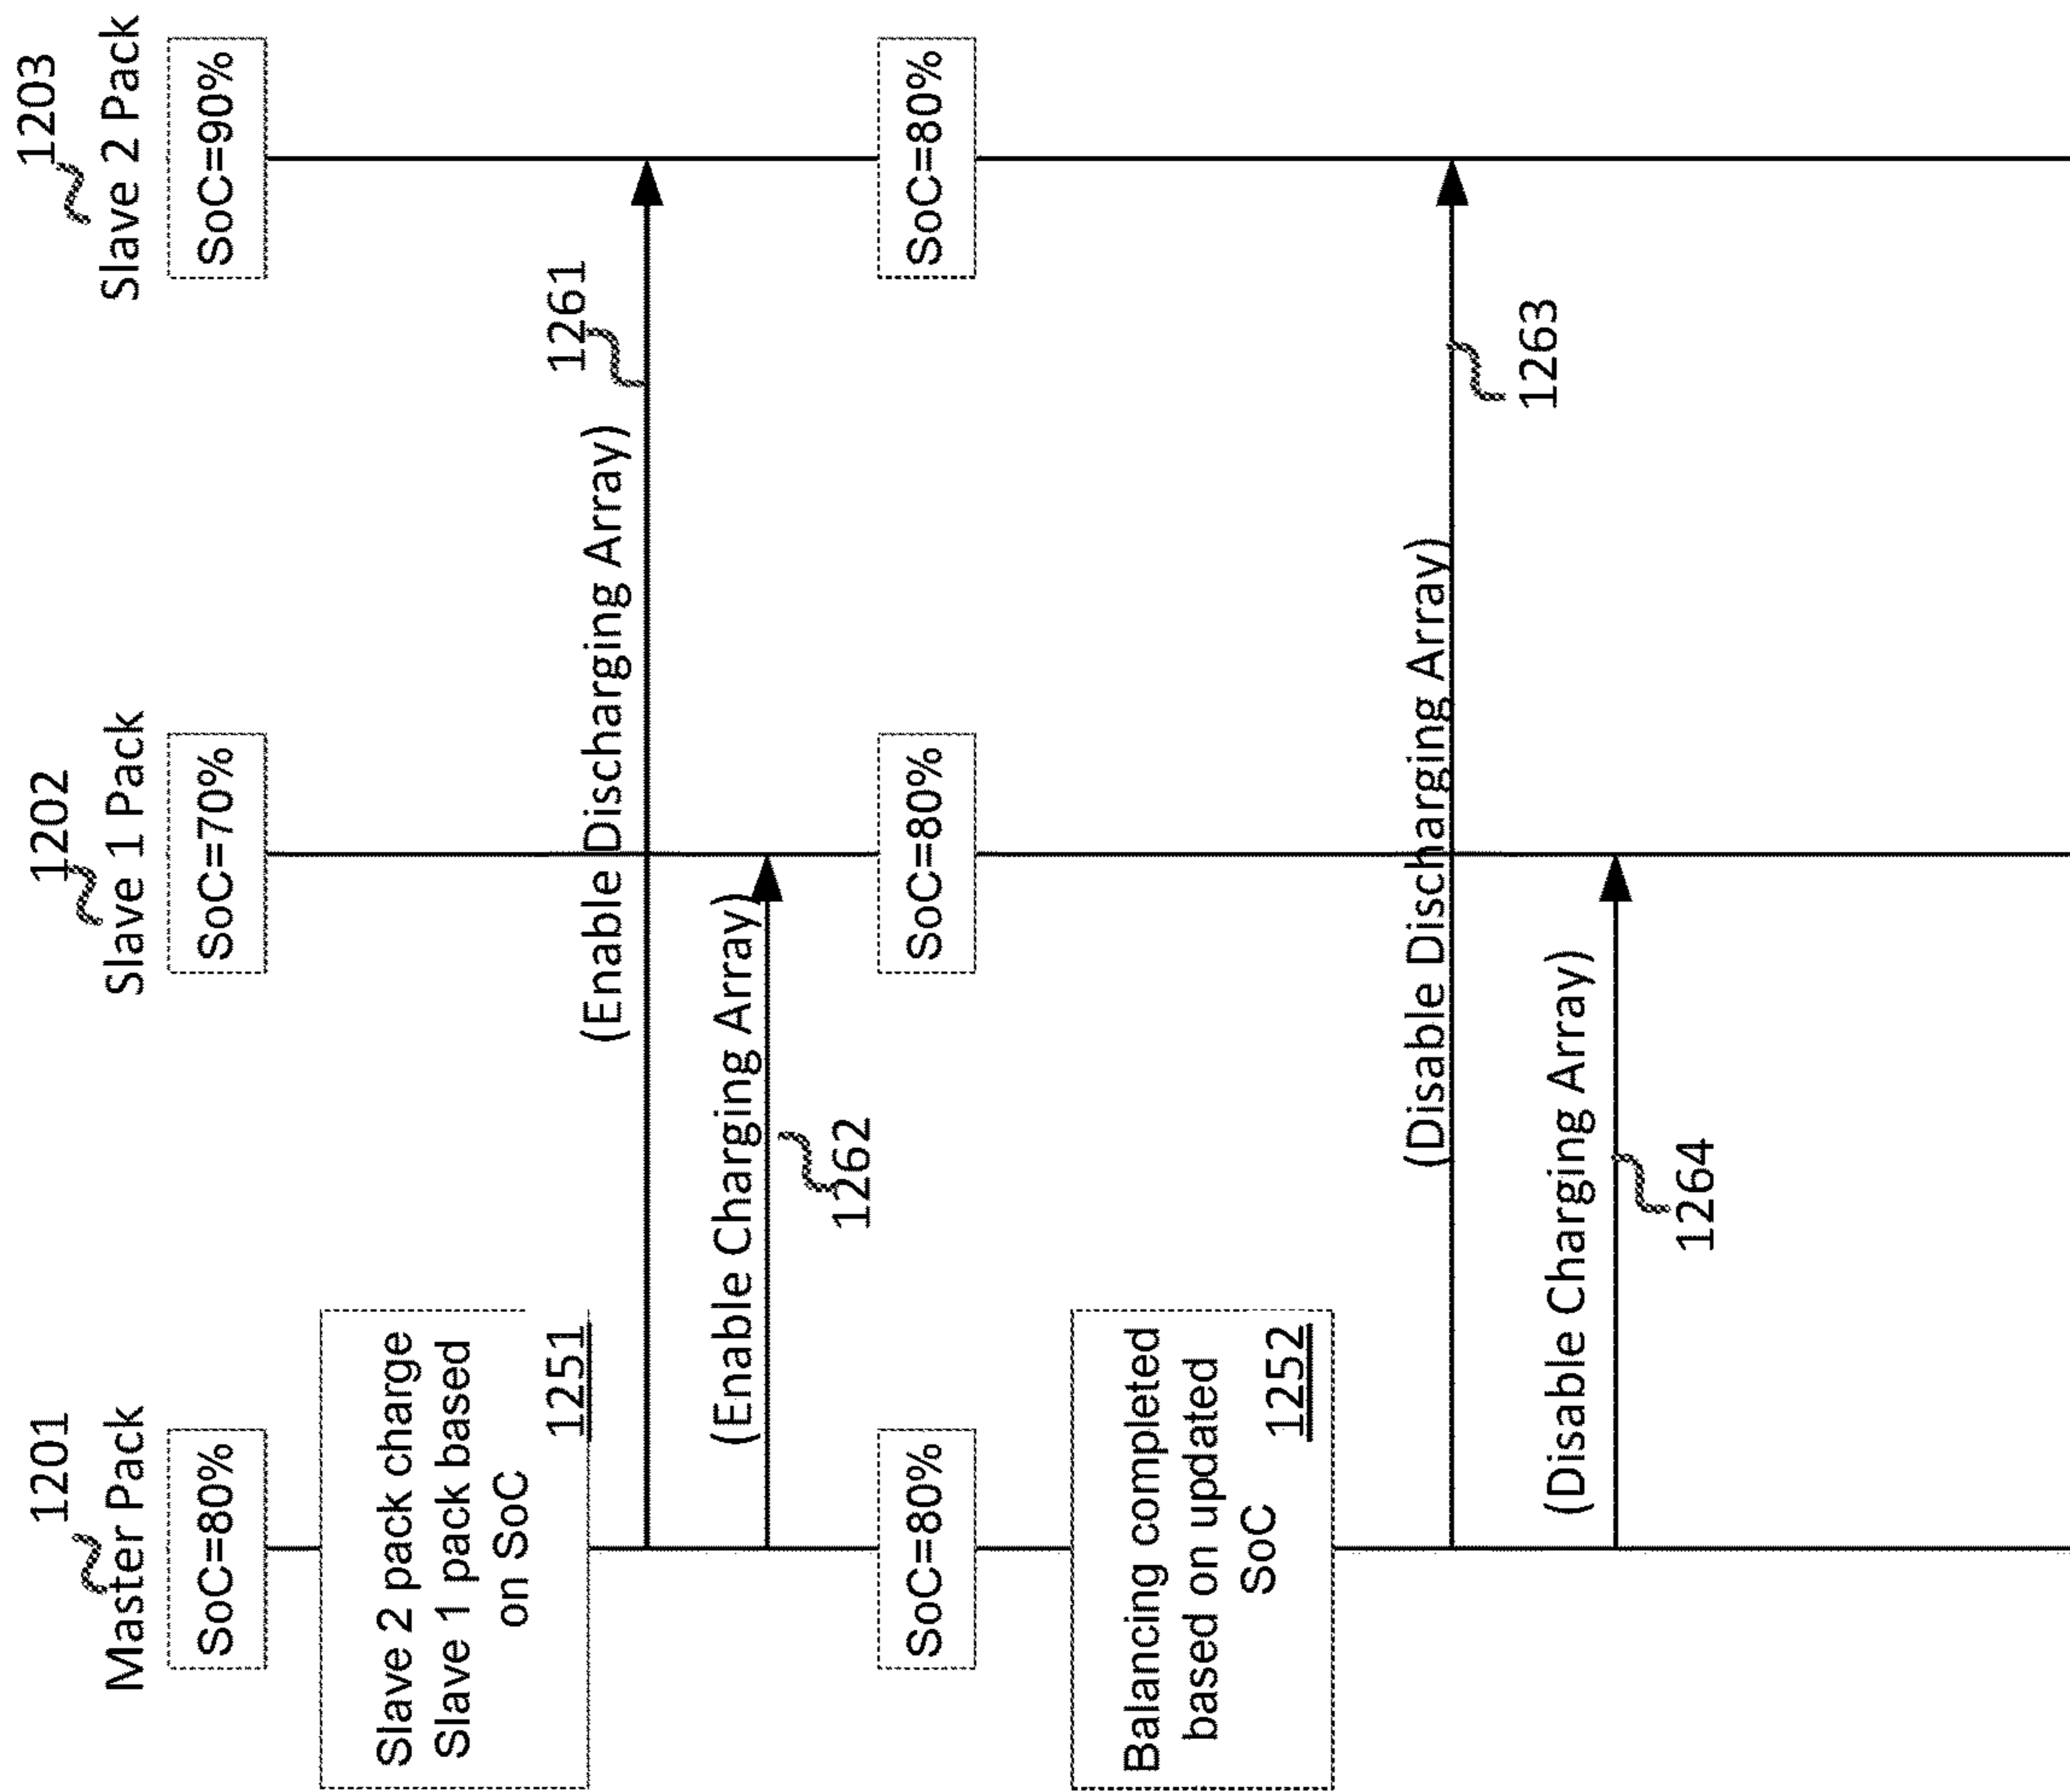 1201
Master Pack
SoC=80%
1202
Slave 1 Pack
SoC=70%
1203
Slave 2 Pack
SoC=90%
Slave 2 pack charge
Slave 1 pack based
on SoC
1251
(Enable Discharging Array)
1261
(Enable Charging Array)
1262
SoC=80%
SoC=80%
SoC=80%
Balancing completed
based on updated
SoC
1252
(Disable Discharging Array)
1263
(Disable Charging Array)
1264